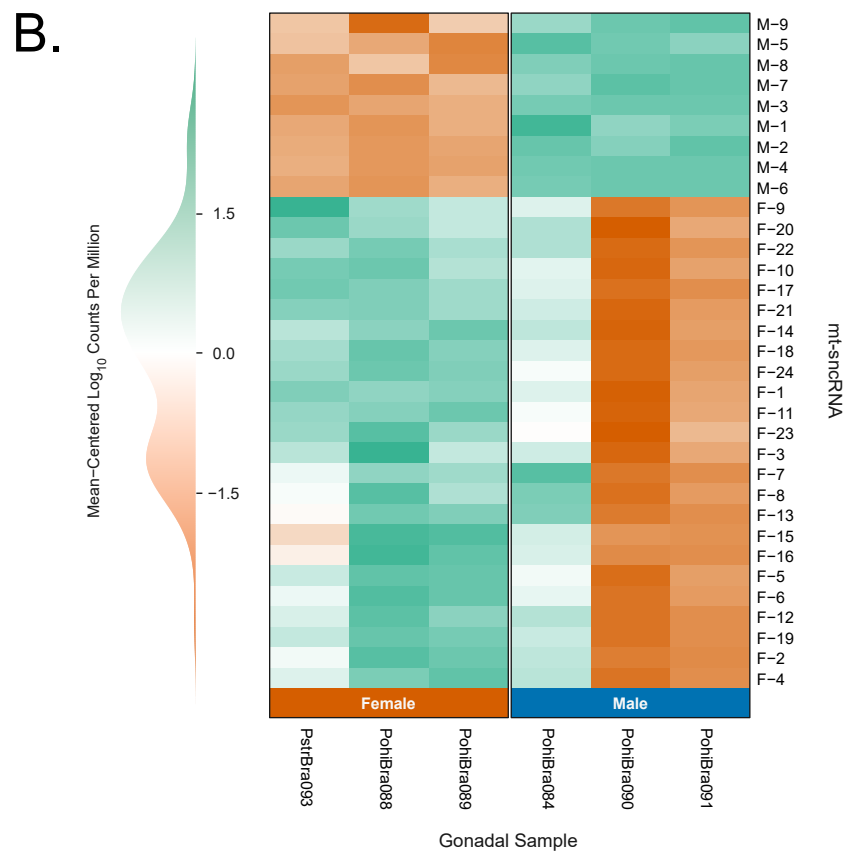 B.
Mean−Centered Log10 Counts Per Million
1.5
0.0
−1.5
M−9
M−5
M−8
M−7
M−3
M−1
M−2
M−4
M−6
F−9
F−20
F−22
F−10
F−17
F−21
F−14
F−18
F−24
F−1
F−11
F−23
F−3
F−7
F−8
F−13
F−15
F−16
F−5
F−6
F−12
F−19
F−2
F−4
mt-sncRNA
Female
Male
PstrBra093
PohiBra088
PohiBra089
PohiBra084
PohiBra090
PohiBra091
Gonadal Sample